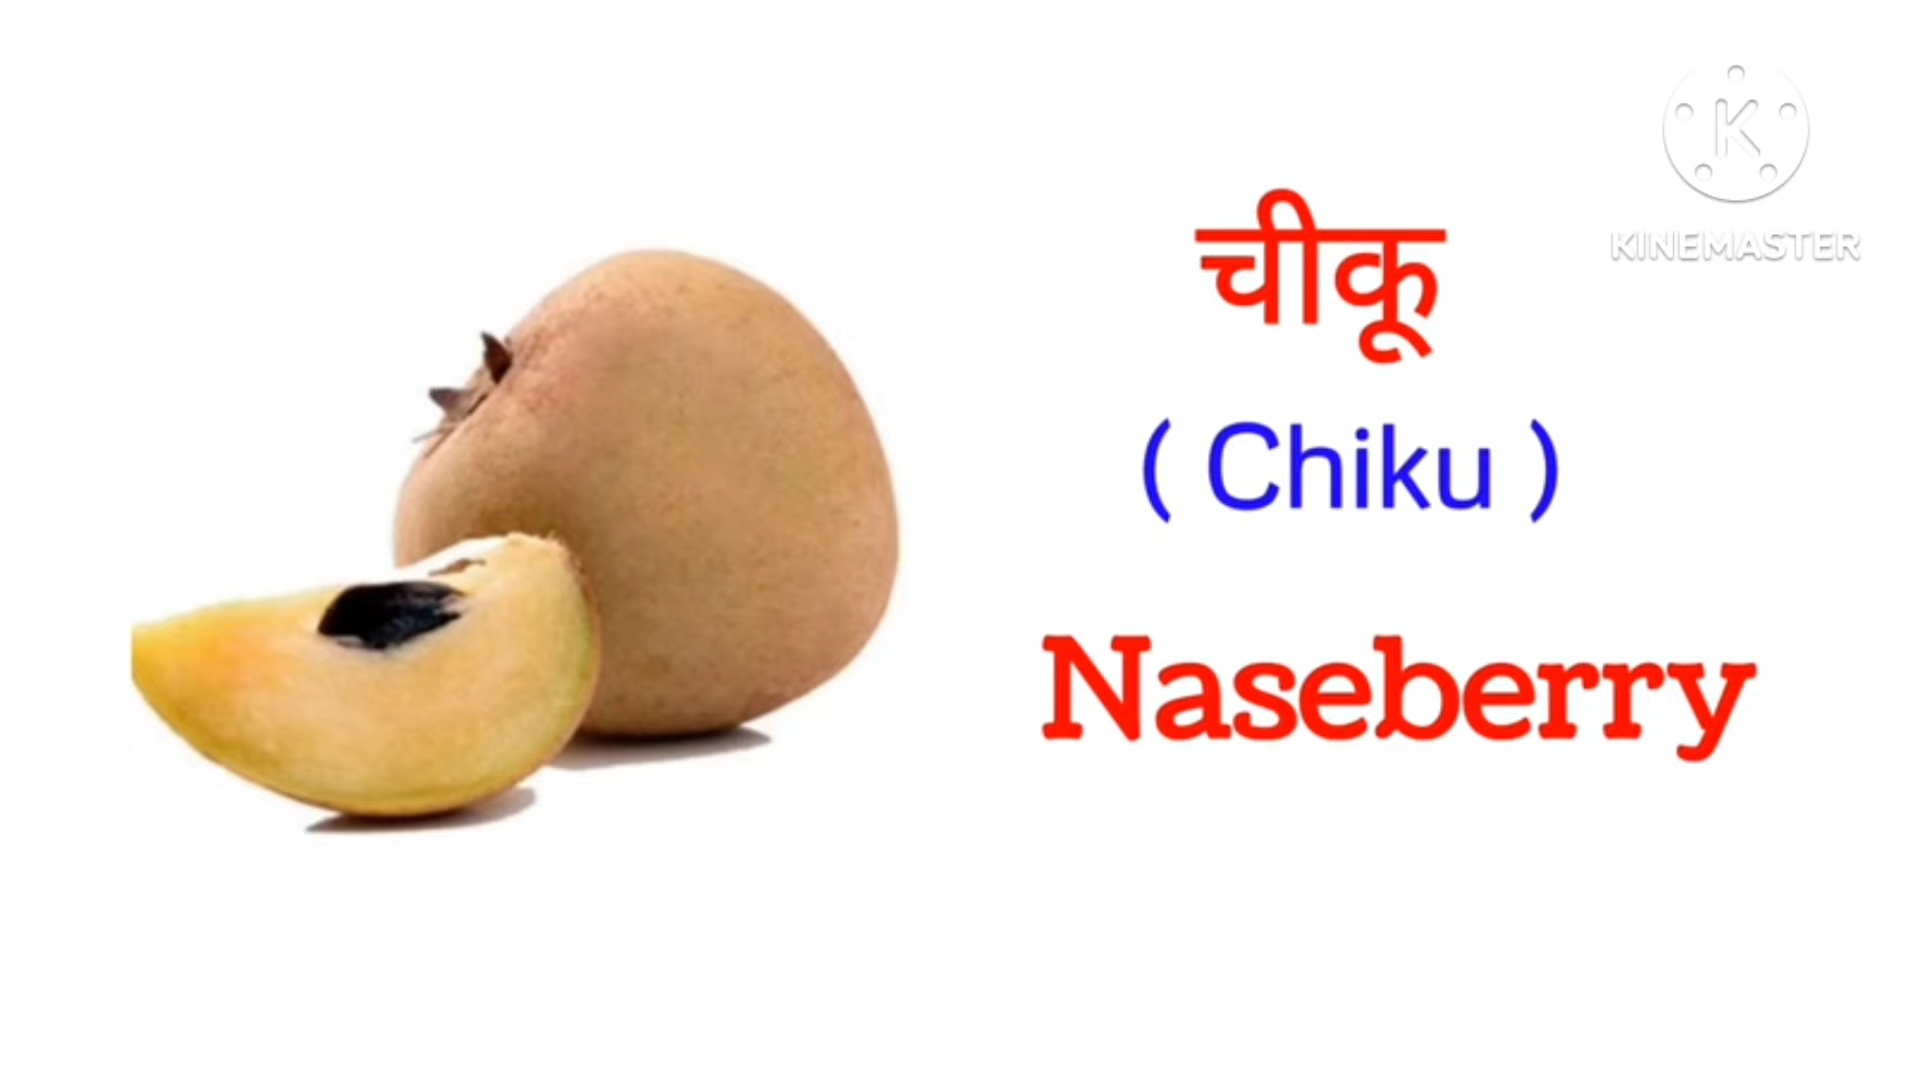 चीकू
( Chiku )
Naseberry
K
KINEMASTER